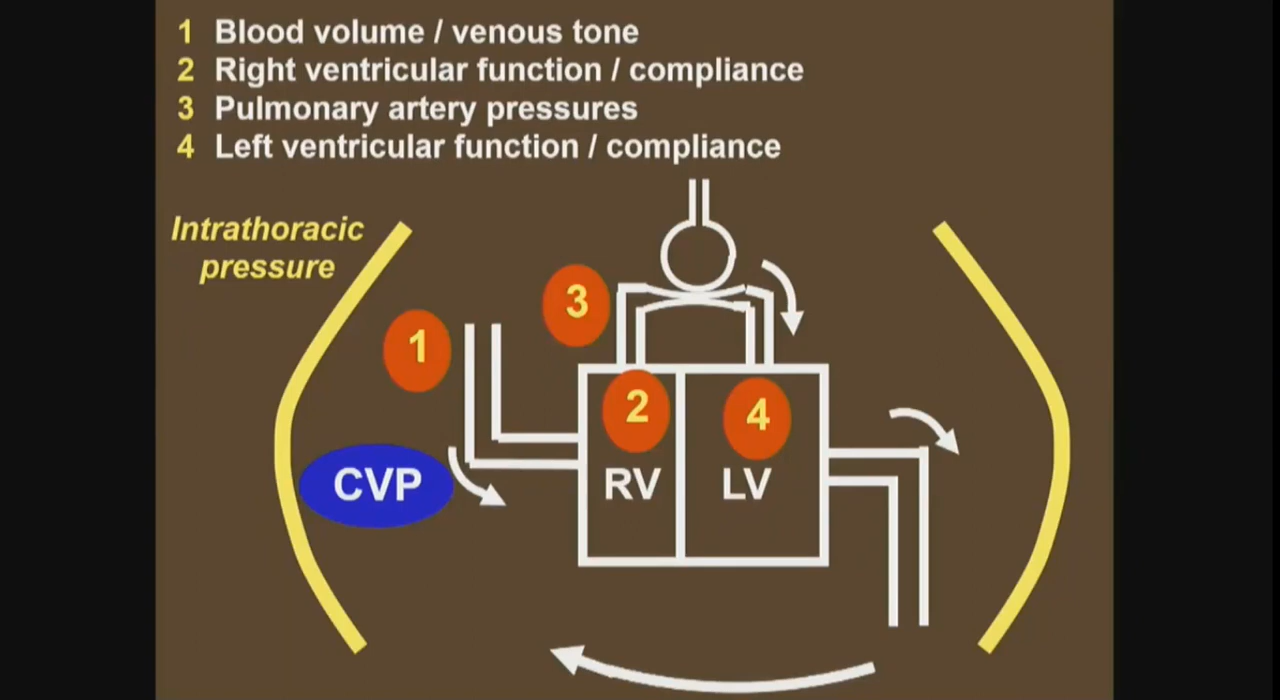 1 Blood volume / venous tone
2 Right ventricular function / compliance
3 Pulmonary artery pressures
4 Left ventricular function / compliance
Intrathoracic
pressure
3
1
2
4
CVP
RV
LV